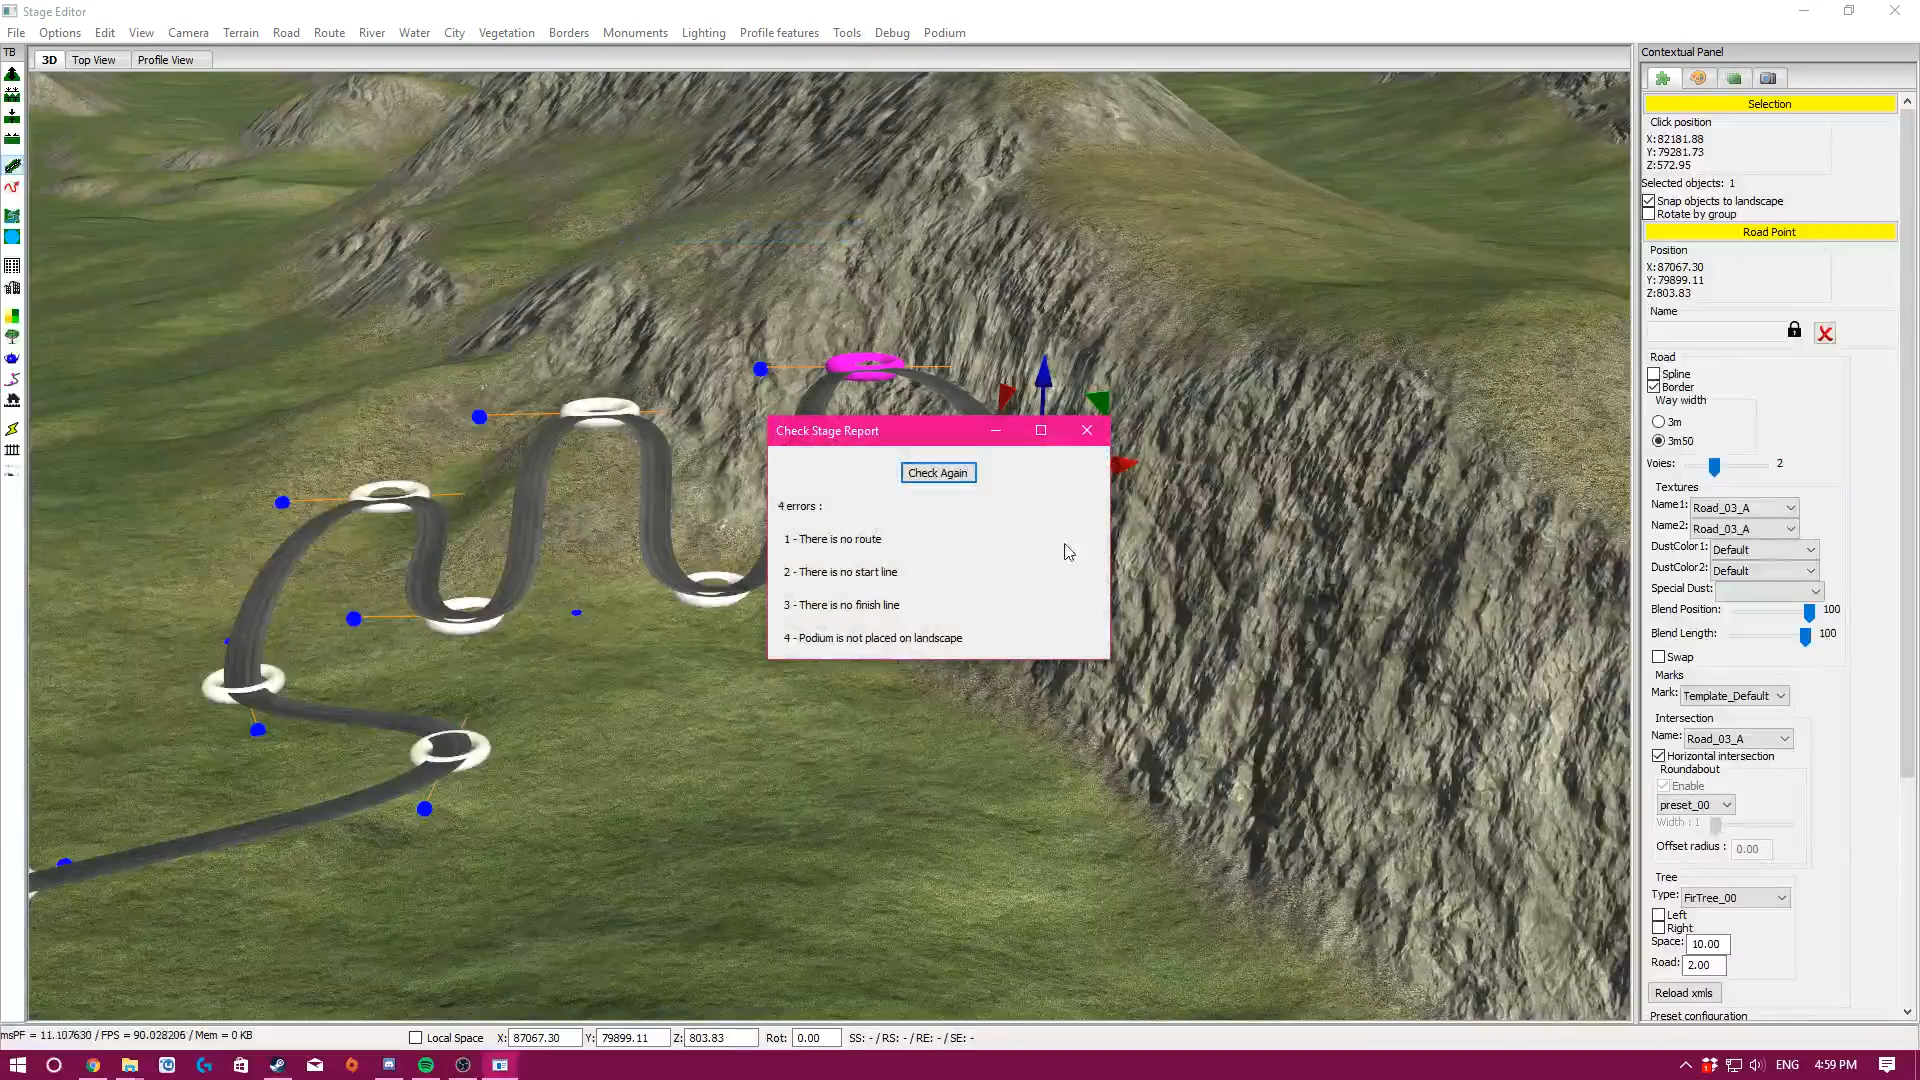 Stage Editor
File Options Edit View Camera Terrain Road Route River Water City Vegetation Borders Monuments Lighting Profile features Tools Debug Podium
TB
3D Top View Profile View
Contextual Panel
Selection
Click position
X:82181.88
Y:79281.73
Z:572.95
Selected objects: 1
Snap objects to landscape
Rotate by group
Road Point
Position
X:87067.30
Y:79899.11
Z:803.83
Name
Road
Spline
Border
Way width
3m
3m50
Voies: 2
Textures
Name1: Road_03_A
Name2: Road_03_A
DustColor1: Default
DustColor2: Default
Special Dust:
Blend Position: 100
Blend Length: 100
Swap
Marks
Mark: Template_Default
Intersection
Name: Road_03_A
Horizontal intersection
Roundabout
Enable
preset_00
Width : 1
Offset radius : 0.00
Tree
Type: FirTree_00
Left
Right
Space: 10.00
Road: 2.00
Reload xmls
Preset configuration
Check Stage Report
Check Again
4 errors :
1 - There is no route
2 - There is no start line
3 - There is no finish line
4 - Podium is not placed on landscape
msPF = 11.107630 / FPS = 90.028206 / Mem = 0 KB
Local Space X: 87067.30 Y: 79899.11 Z: 803.83 Rot: 0.00 SS: - / RS: - / RE: - / SE: -
ENG 4:59 PM